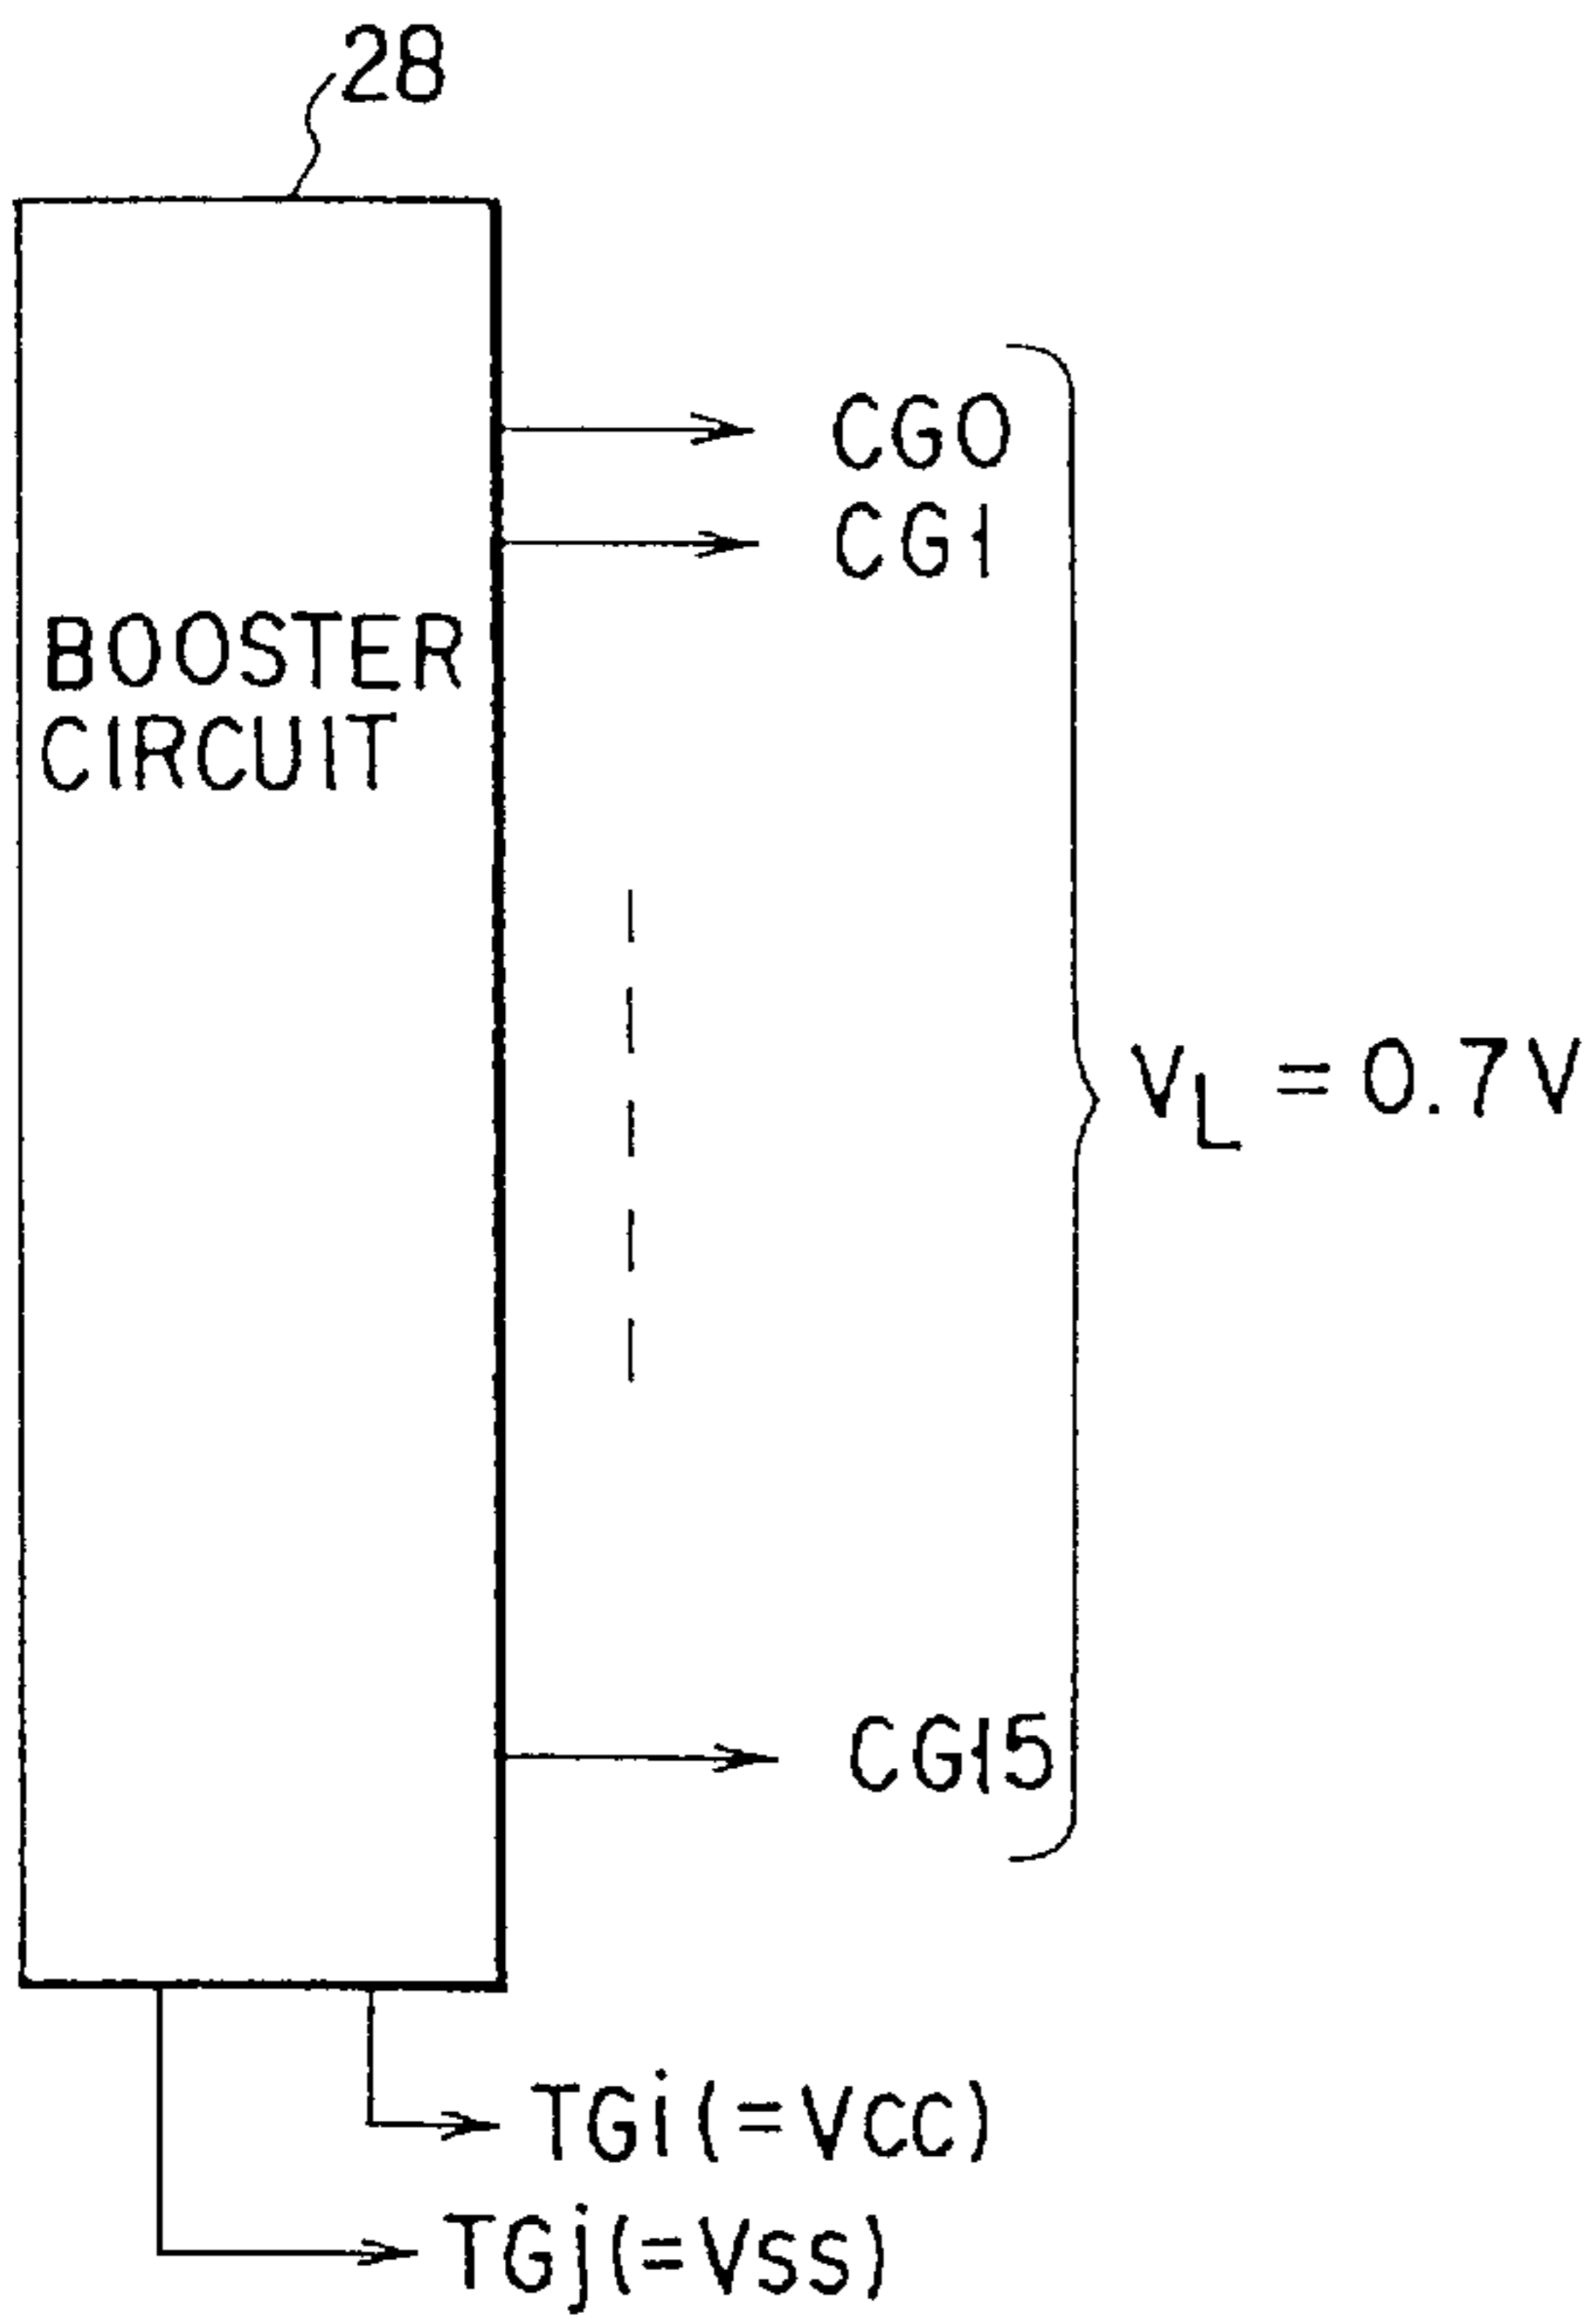 28
CG0
CG1
BOOSTER
CIRCUIT
VL = 0.7V
CG15
TGi(=VCC)
TGj(=VSS)